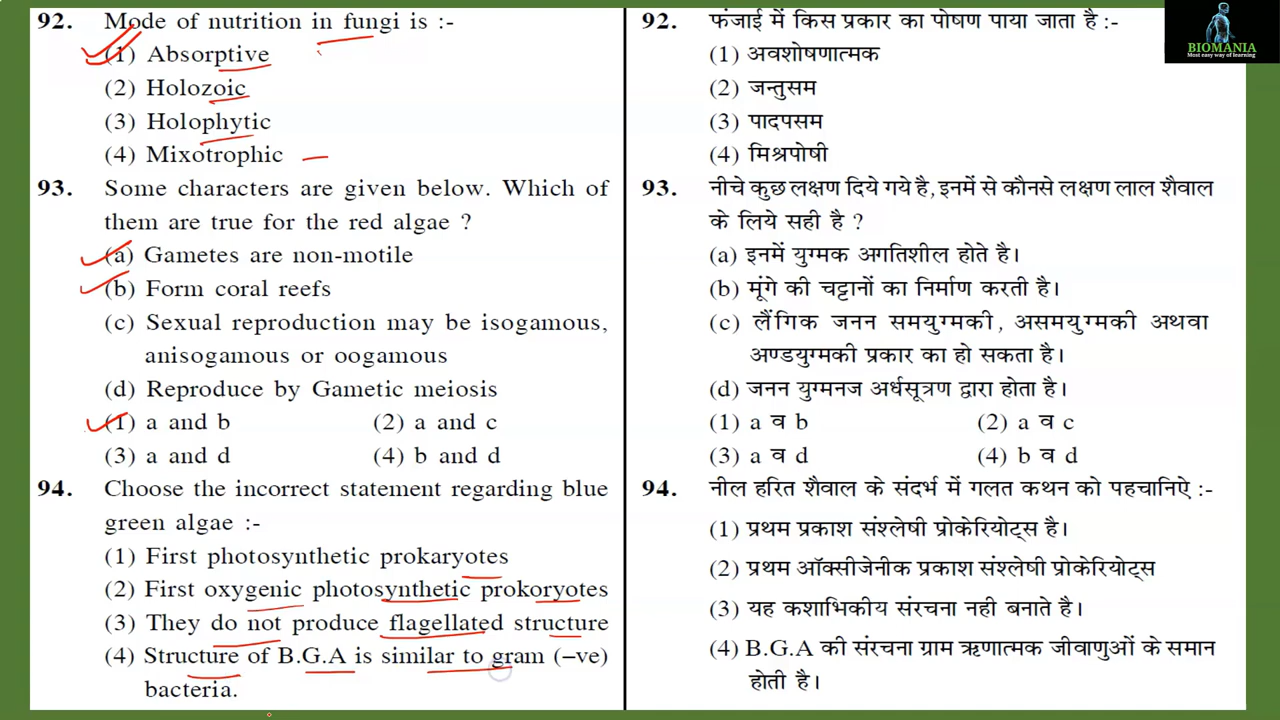 92. Mode of nutrition in fungi is :-
(1) Absorptive
(2) Holozoic
(3) Holophytic
(4) Mixotrophic
93. Some characters are given below. Which of
them are true for the red algae ?
(a) Gametes are non-motile
(b) Form coral reefs
(c) Sexual reproduction may be isogamous,
anisogamous or oogamous
(d) Reproduce by Gametic meiosis
(1) a and b (2) a and c
(3) a and d (4) b and d
94. Choose the incorrect statement regarding blue
green algae :-
(1) First photosynthetic prokaryotes
(2) First oxygenic photosynthetic prokoryotes
(3) They do not produce flagellated structure
(4) Structure of B.G.A is similar to gram (–ve)
bacteria.
92. फंजाई में किस प्रकार का पोषण पाया जाता है :-
(1) अवशोषणात्मक
(2) जन्तुसम
(3) पादपसम
(4) मिश्रपोषी
93. नीचे कुछ लक्षण दिये गये है, इनमें से कौनसे लक्षण लाल शैवाल
के लिये सही है ?
(a) इनमें युग्मक अगतिशील होते है।
(b) मूंगे की चट्टानों का निर्माण करती है।
(c) लैंगिक जनन समयुग्मकी, असमयुग्मकी अथवा
अण्डयुग्मकी प्रकार का हो सकता है।
(d) जनन युग्मनज अर्धसूत्रण द्वारा होता है।
(1) a व b (2) a व c
(3) a व d (4) b व d
94. नील हरित शैवाल के संदर्भ में गलत कथन को पहचानिऐ :-
(1) प्रथम प्रकाश संश्लेषी प्रोकेरियोट्स है।
(2) प्रथम ऑक्सीजेनीक प्रकाश संश्लेषी प्रोकेरियोट्स
(3) यह कशाभिकीय संरचना नही बनाते है।
(4) B.G.A की संरचना ग्राम ऋणात्मक जीवाणुओं के समान
होती है।
BIOMANIA
Most easy way of learning